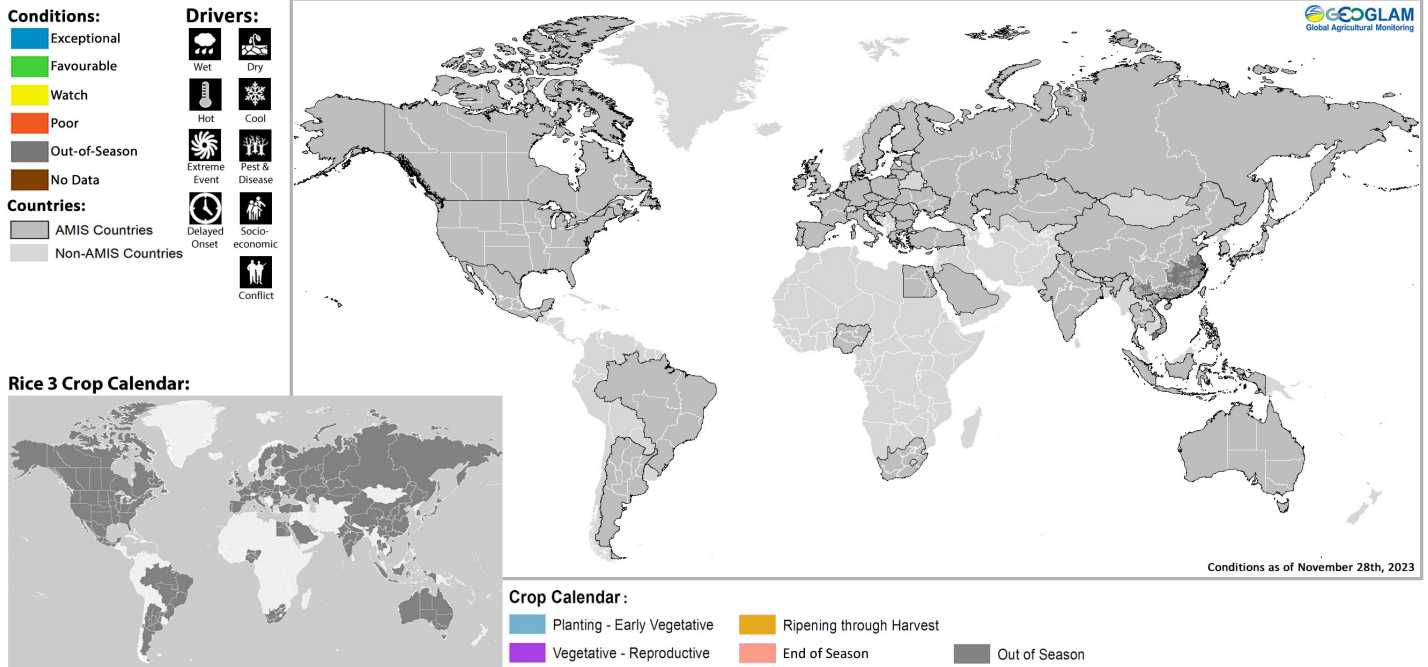 Conditions:
Exceptional
Favourable
Watch
Poor
Out-of-Season
No Data
Countries:
AMIS Countries
Non-AMIS Countries
Drivers:
Wet
Dry
Hot
Cool
Extreme
Event
Pest &
Disease
Delayed
Onset
Socio-
economic
Conflict
GEOGLAM
Global Agricultural Monitoring
Rice 3 Crop Calendar:
Conditions as of November 28th, 2023
Crop Calendar :
Planting - Early Vegetative
Ripening through Harvest
Vegetative - Reproductive
End of Season
Out of Season